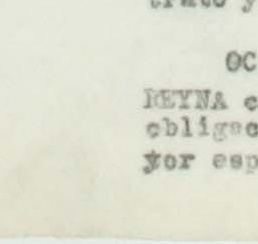 trato y
OC
REYNA c
obligac
por esp